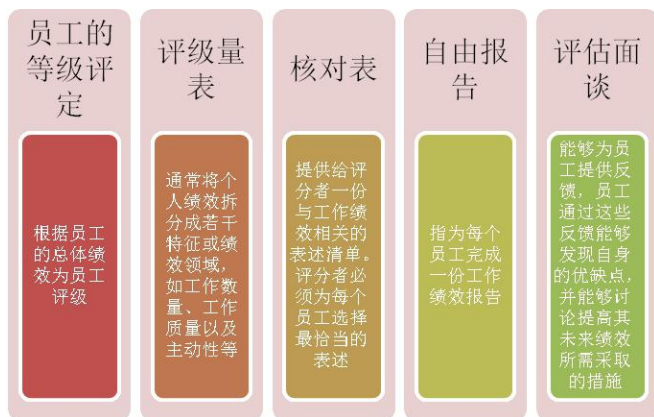 员工的
等级评
定
根据员工
的总体绩
效为员工
评级
评级量
表
通常将个
人绩效拆
分成若干
特征或绩
效领域，
如工作数
量、工作
质量以及
主动性等
核对表
提供给评
分者一份
与工作绩
效相关的
表述清单。
评分者必
须为每个
员工选择
最恰当的
表述
自由报
告
指为每个
员工完成
一份工作
绩效报告
评估面
谈
能够为员
工提供反
馈，员工
通过这些
反馈能够
发现自身
的优缺点，
并能够讨
论提高其
未来绩效
所需采取
的措施